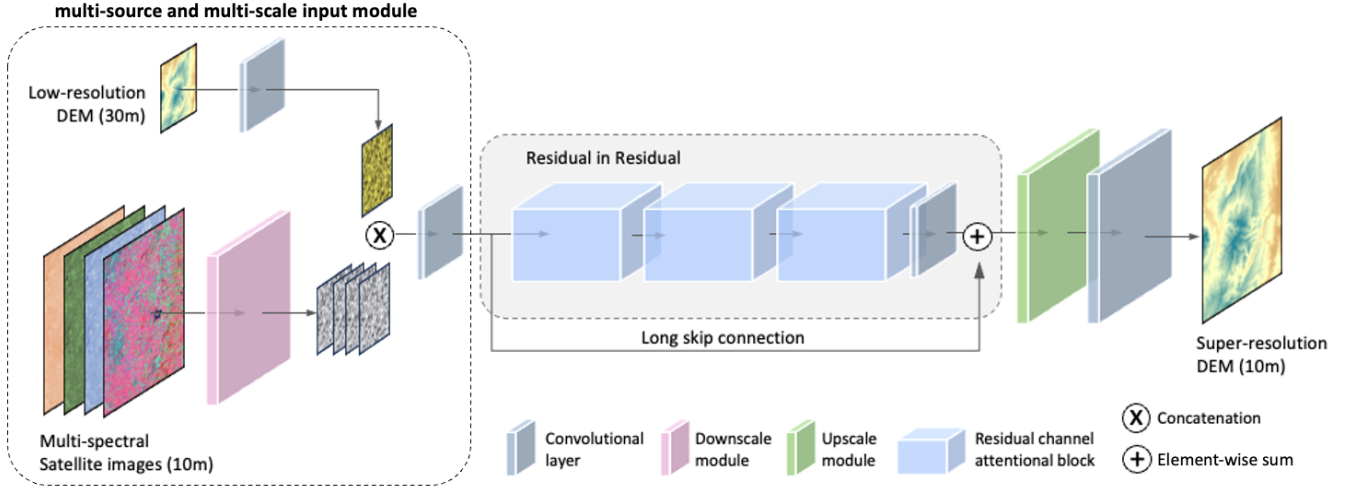 multi-source and multi-scale input module
Low-resolution
DEM (30m)
X
Residual in Residual
+
Long skip connection
Super-resolution
DEM (10m)
Multi-spectral
Satellite images (10m)
Convolutional
layer
Downscale
module
Upscale
module
Residual channel
attentional block
X Concatenation
+ Element-wise sum